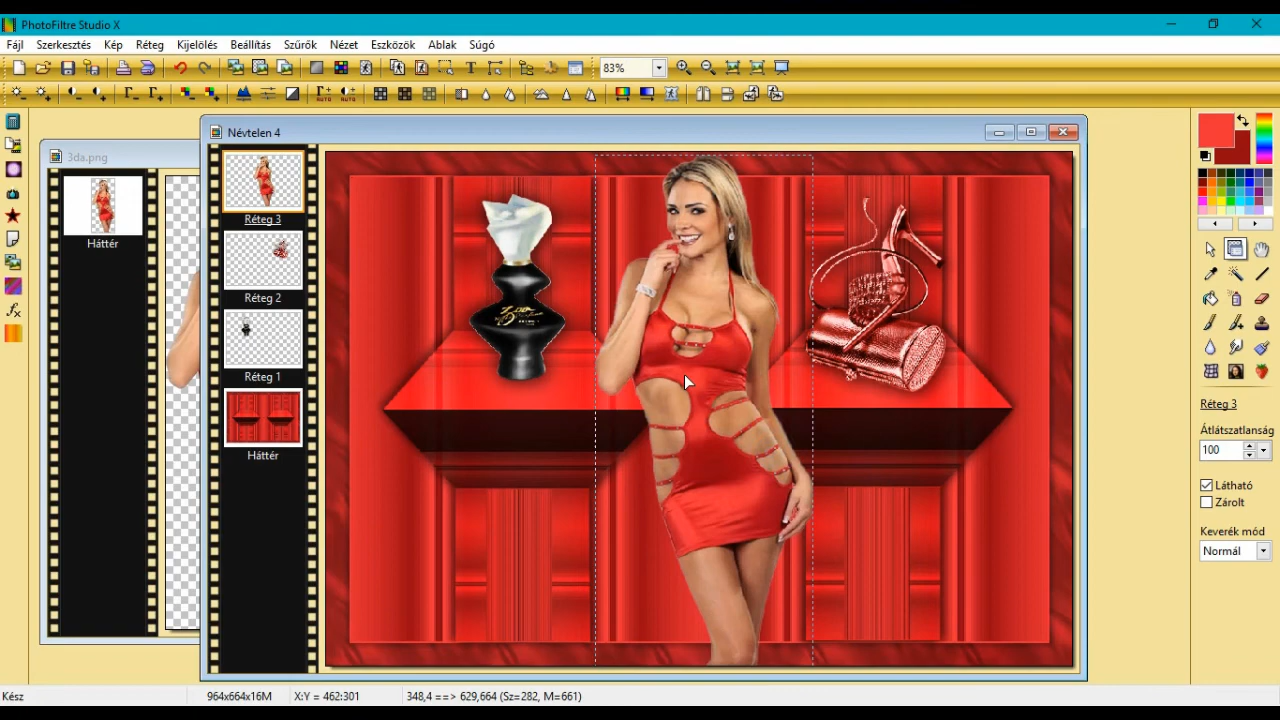 PhotoFiltre Studio X
Fájl Szerkesztés Kép Réteg Kijelölés Beállítás Szűrők Nézet Eszközök Ablak Súgó
83%
Névtelen 4
3da.png
Háttér
Réteg 3
Réteg 2
Réteg 1
Háttér
Réteg 3
Átlátszatlanság
100
Látható
Zárolt
Keverék mód
Normál
Kész 964x664x16M X:Y = 462:301 348,4 ==> 629,664 (Sz=282, M=661)